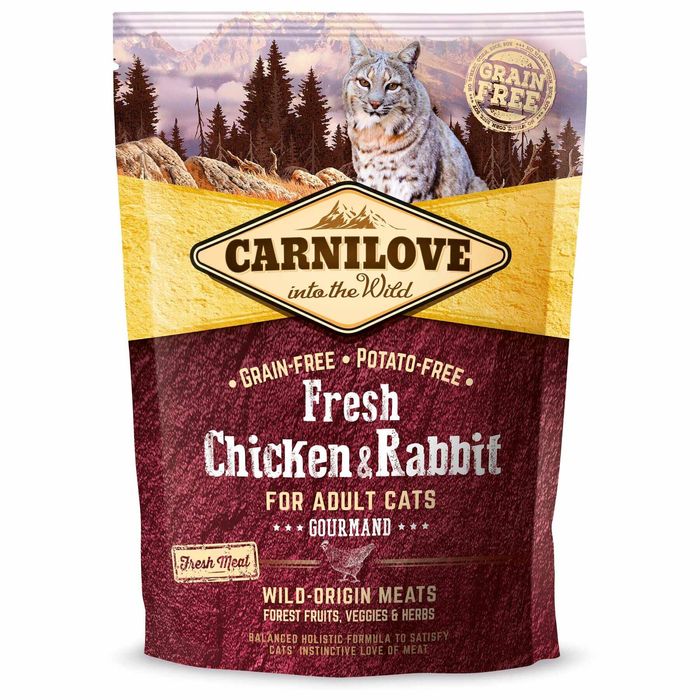 GRAIN
FREE
CARNILOVE
into the Wild
• GRAIN-FREE • POTATO-FREE •
Fresh
Chicken & Rabbit
FOR ADULT CATS
GOURMAND
Fresh Meat
WILD-ORIGIN MEATS
FOREST FRUITS, VEGGIES & HERBS
BALANCED HOLISTIC FORMULA TO SATISFY
CATS' INSTINCTIVE LOVE OF MEAT